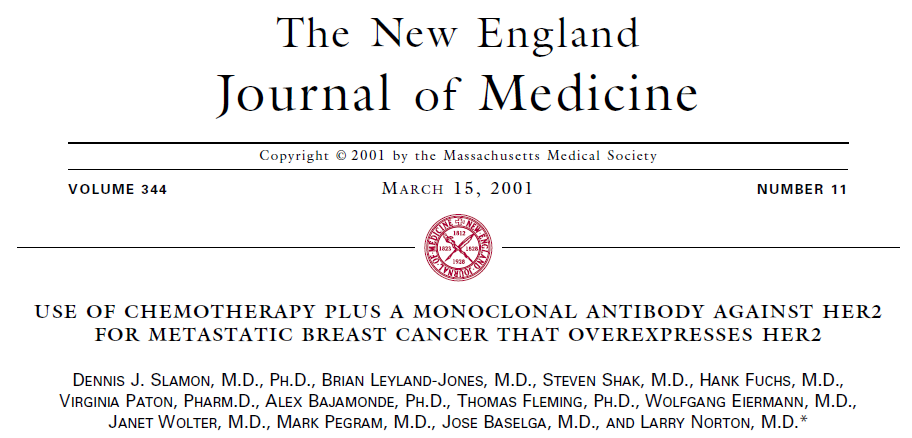 The New England
Journal of Medicine
Copyright © 2001 by the Massachusetts Medical Society
VOLUME 344 MARCH 15, 2001 NUMBER 11
THE NEW ENGLAND JOURNAL OF MEDICINE
1812
1823 1828
1928
USE OF CHEMOTHERAPY PLUS A MONOCLONAL ANTIBODY AGAINST HER2
FOR METASTATIC BREAST CANCER THAT OVEREXPRESSES HER2
DENNIS J. SLAMON, M.D., PH.D., BRIAN LEYLAND-JONES, M.D., STEVEN SHAK, M.D., HANK FUCHS, M.D.,
VIRGINIA PATON, PHARM.D., ALEX BAJAMONDE, PH.D., THOMAS FLEMING, PH.D., WOLFGANG EIERMANN, M.D.,
JANET WOLTER, M.D., MARK PEGRAM, M.D., JOSE BASELGA, M.D., AND LARRY NORTON, M.D.*